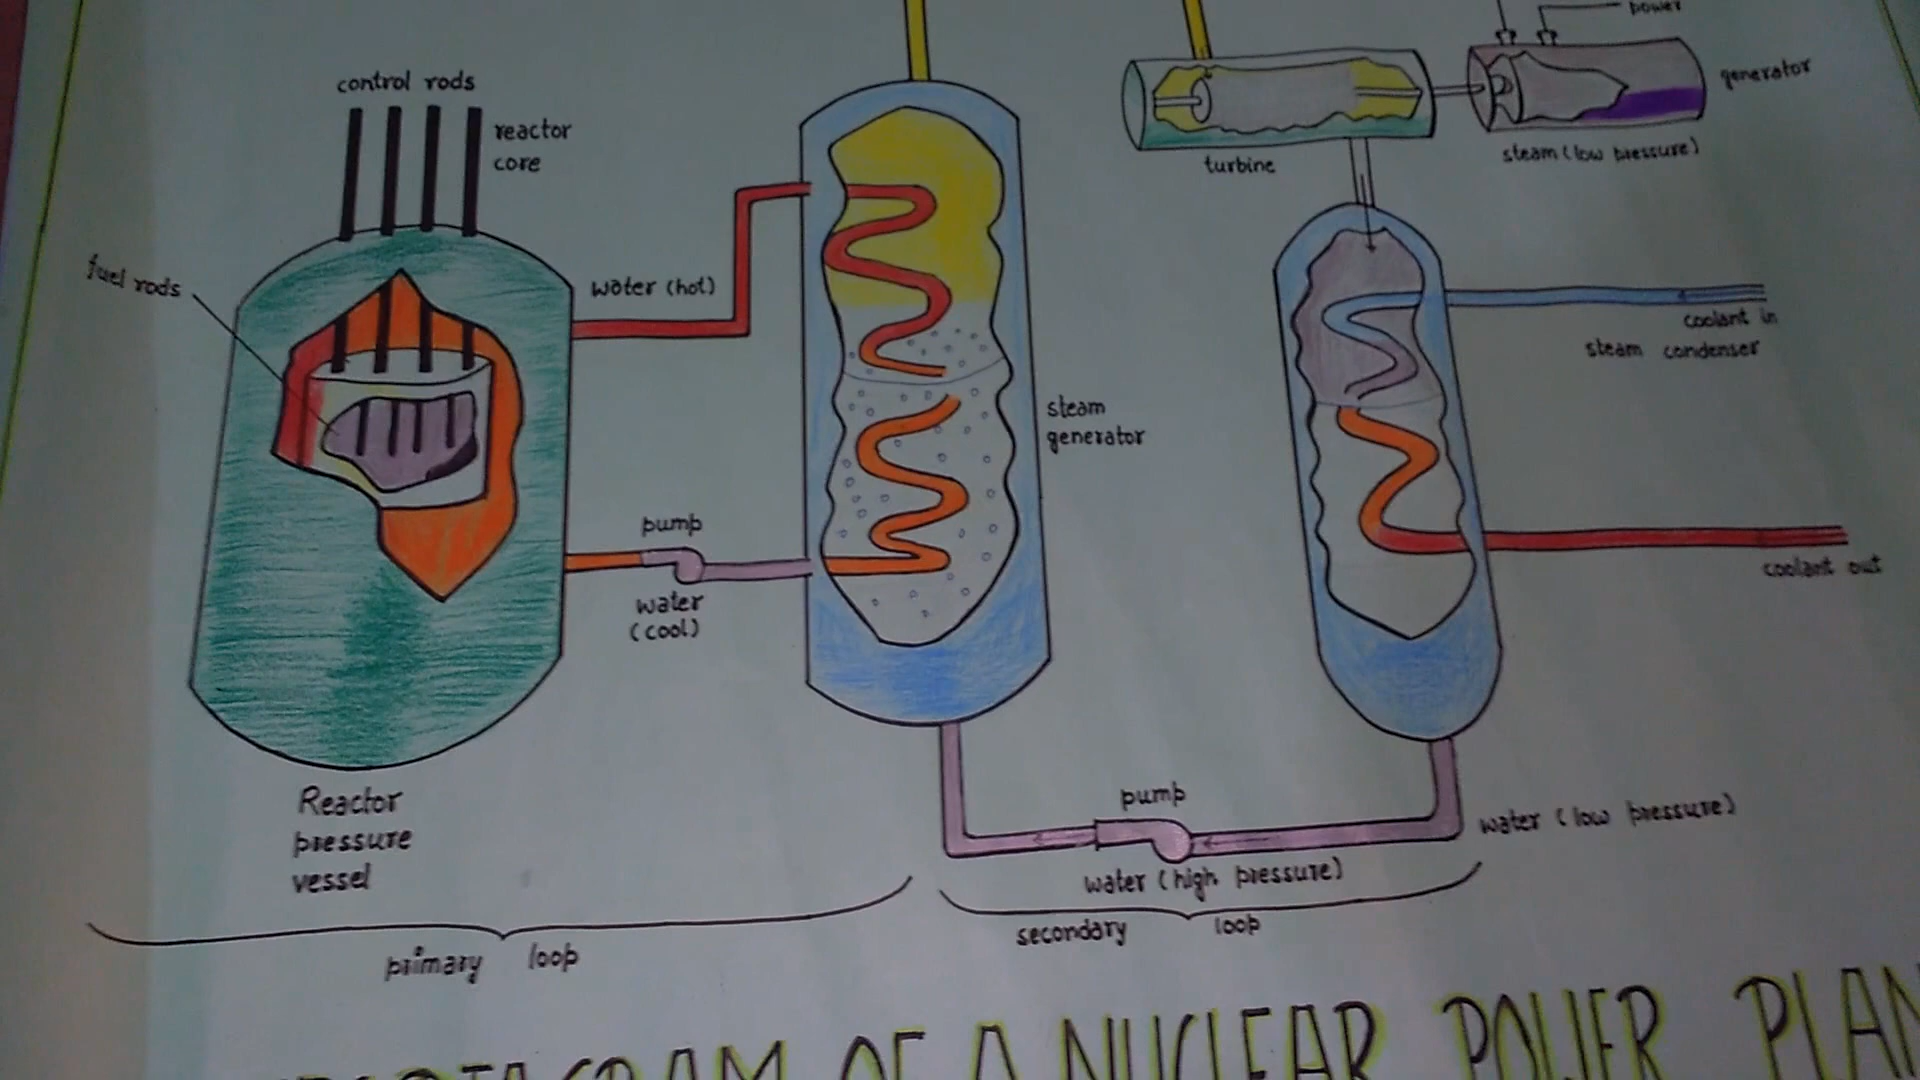 power
control rods
generator
reactor
core
turbine
steam (low pressure)
fuel rods
water (hot)
coolant in
steam condenser
steam
generator
pump
water
(cool)
coolant out
Reactor
pressure
vessel
pump
water (low pressure)
water (high pressure)
secondary loop
primary loop
OF A NUCLEAR POWER PLAN